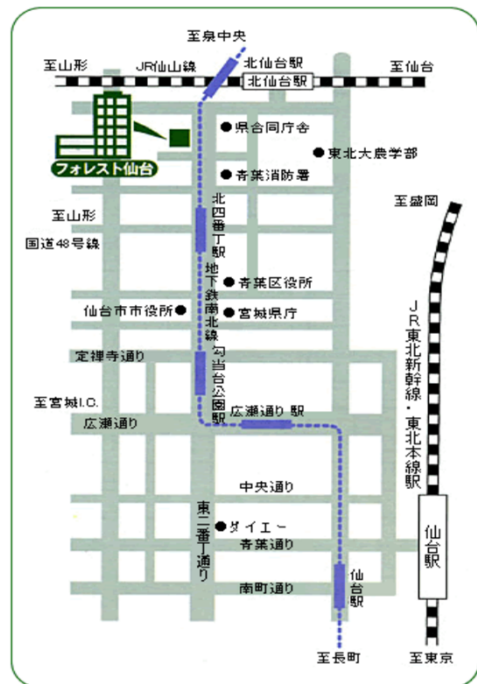 至泉中央
北仙台駅
至山形
JR仙山線
北仙台駅
至仙台
県合同庁舎
東北大農学部
フォレスト仙台
青葉消防署
至盛岡
北四番丁駅
至山形
国道48号線
地下鉄南北線
青葉区役所
仙台市市役所
宮城県庁
JR東北新幹線・東北本線駅
定禅寺通り
勾当台公園駅
至宮城I.C.
広瀬通り 駅
広瀬通り
中央通り
東二番丁通り
ダイエー
仙台駅
青葉通り
仙台駅
南町通り
至長町
至東京